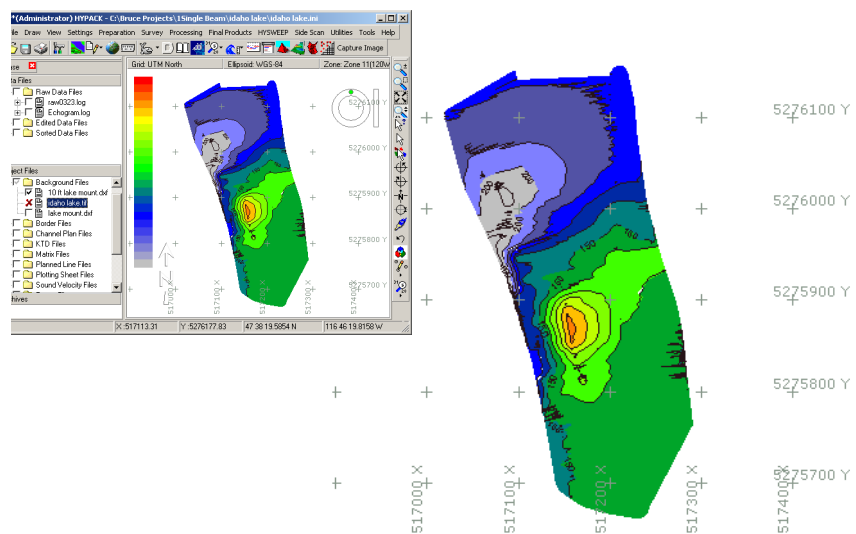 *(Administrator) HYPACK - C:\Bruce Projects\1Single Beam\idaho lake\idaho lake.ini
File Draw View Settings Preparation Survey Processing Final Products HYSWEEP Side Scan Utilities Tools Help
Capture Image
Grid: UTM North Ellipsoid: WGS-84 Zone: Zone 11(120W
Raw Data Files
raw0323.log
Echogram.log
Edited Data Files
Sorted Data Files
Background Files
10 ft lake mount.dxf
idaho lake.tif
lake mount.dxf
Border Files
Channel Plan Files
KTD Files
Matrix Files
Planned Line Files
Plotting Sheet Files
Sound Velocity Files
5276100 Y
5276000 Y
5275900 Y
5275800 Y
5275700 Y
517000 X
517100 X
517200 X
517300 X
517400 X
X :517113.31 Y :5276177.83 47 38 19.5854 N 116 46 19.8158 W
5276100 Y
5276000 Y
5275900 Y
5275800 Y
5275700 Y
517000 X
517100 X
517200 X
517300 X
517400 X
200
200
150
150
150
150
150